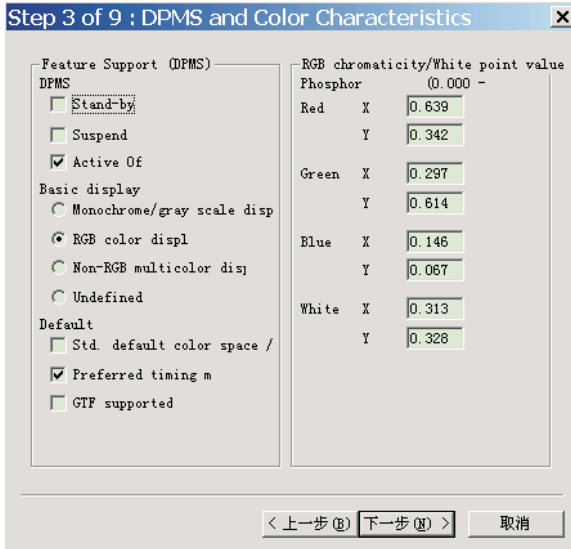 Step 3 of 9 : DPMS and Color Characteristics
Feature Support (DPMS)
DPMS
Stand-by
Suspend
Active Of
Basic display
Monochrome/gray scale disp
RGB color displ
Non-RGB multicolor disj
Undefined
Default
Std. default color space /
Preferred timing m
GTF supported
RGB chromaticity/White point value
Phosphor (0.000 -
Red X 0.639
Y 0.342
Green X 0.297
Y 0.614
Blue X 0.146
Y 0.067
White X 0.313
Y 0.328
< 上一步(B) 下一步(N) > 取消